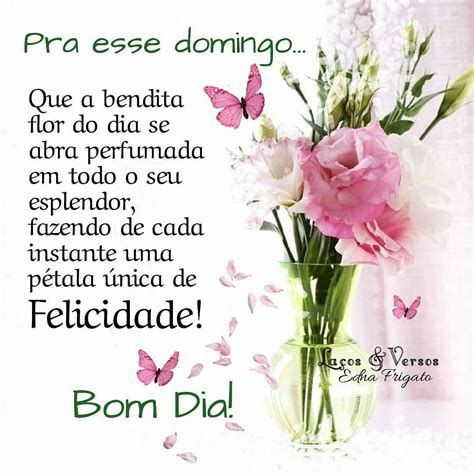 Pra esse domingo...
Que a bendita
flor do dia se
abra perfumada
em todo o seu
esplendor,
fazendo de cada
instante uma
pétala única de
Felicidade!
Laços & Versos
Edna Frigato
Bom Dia!